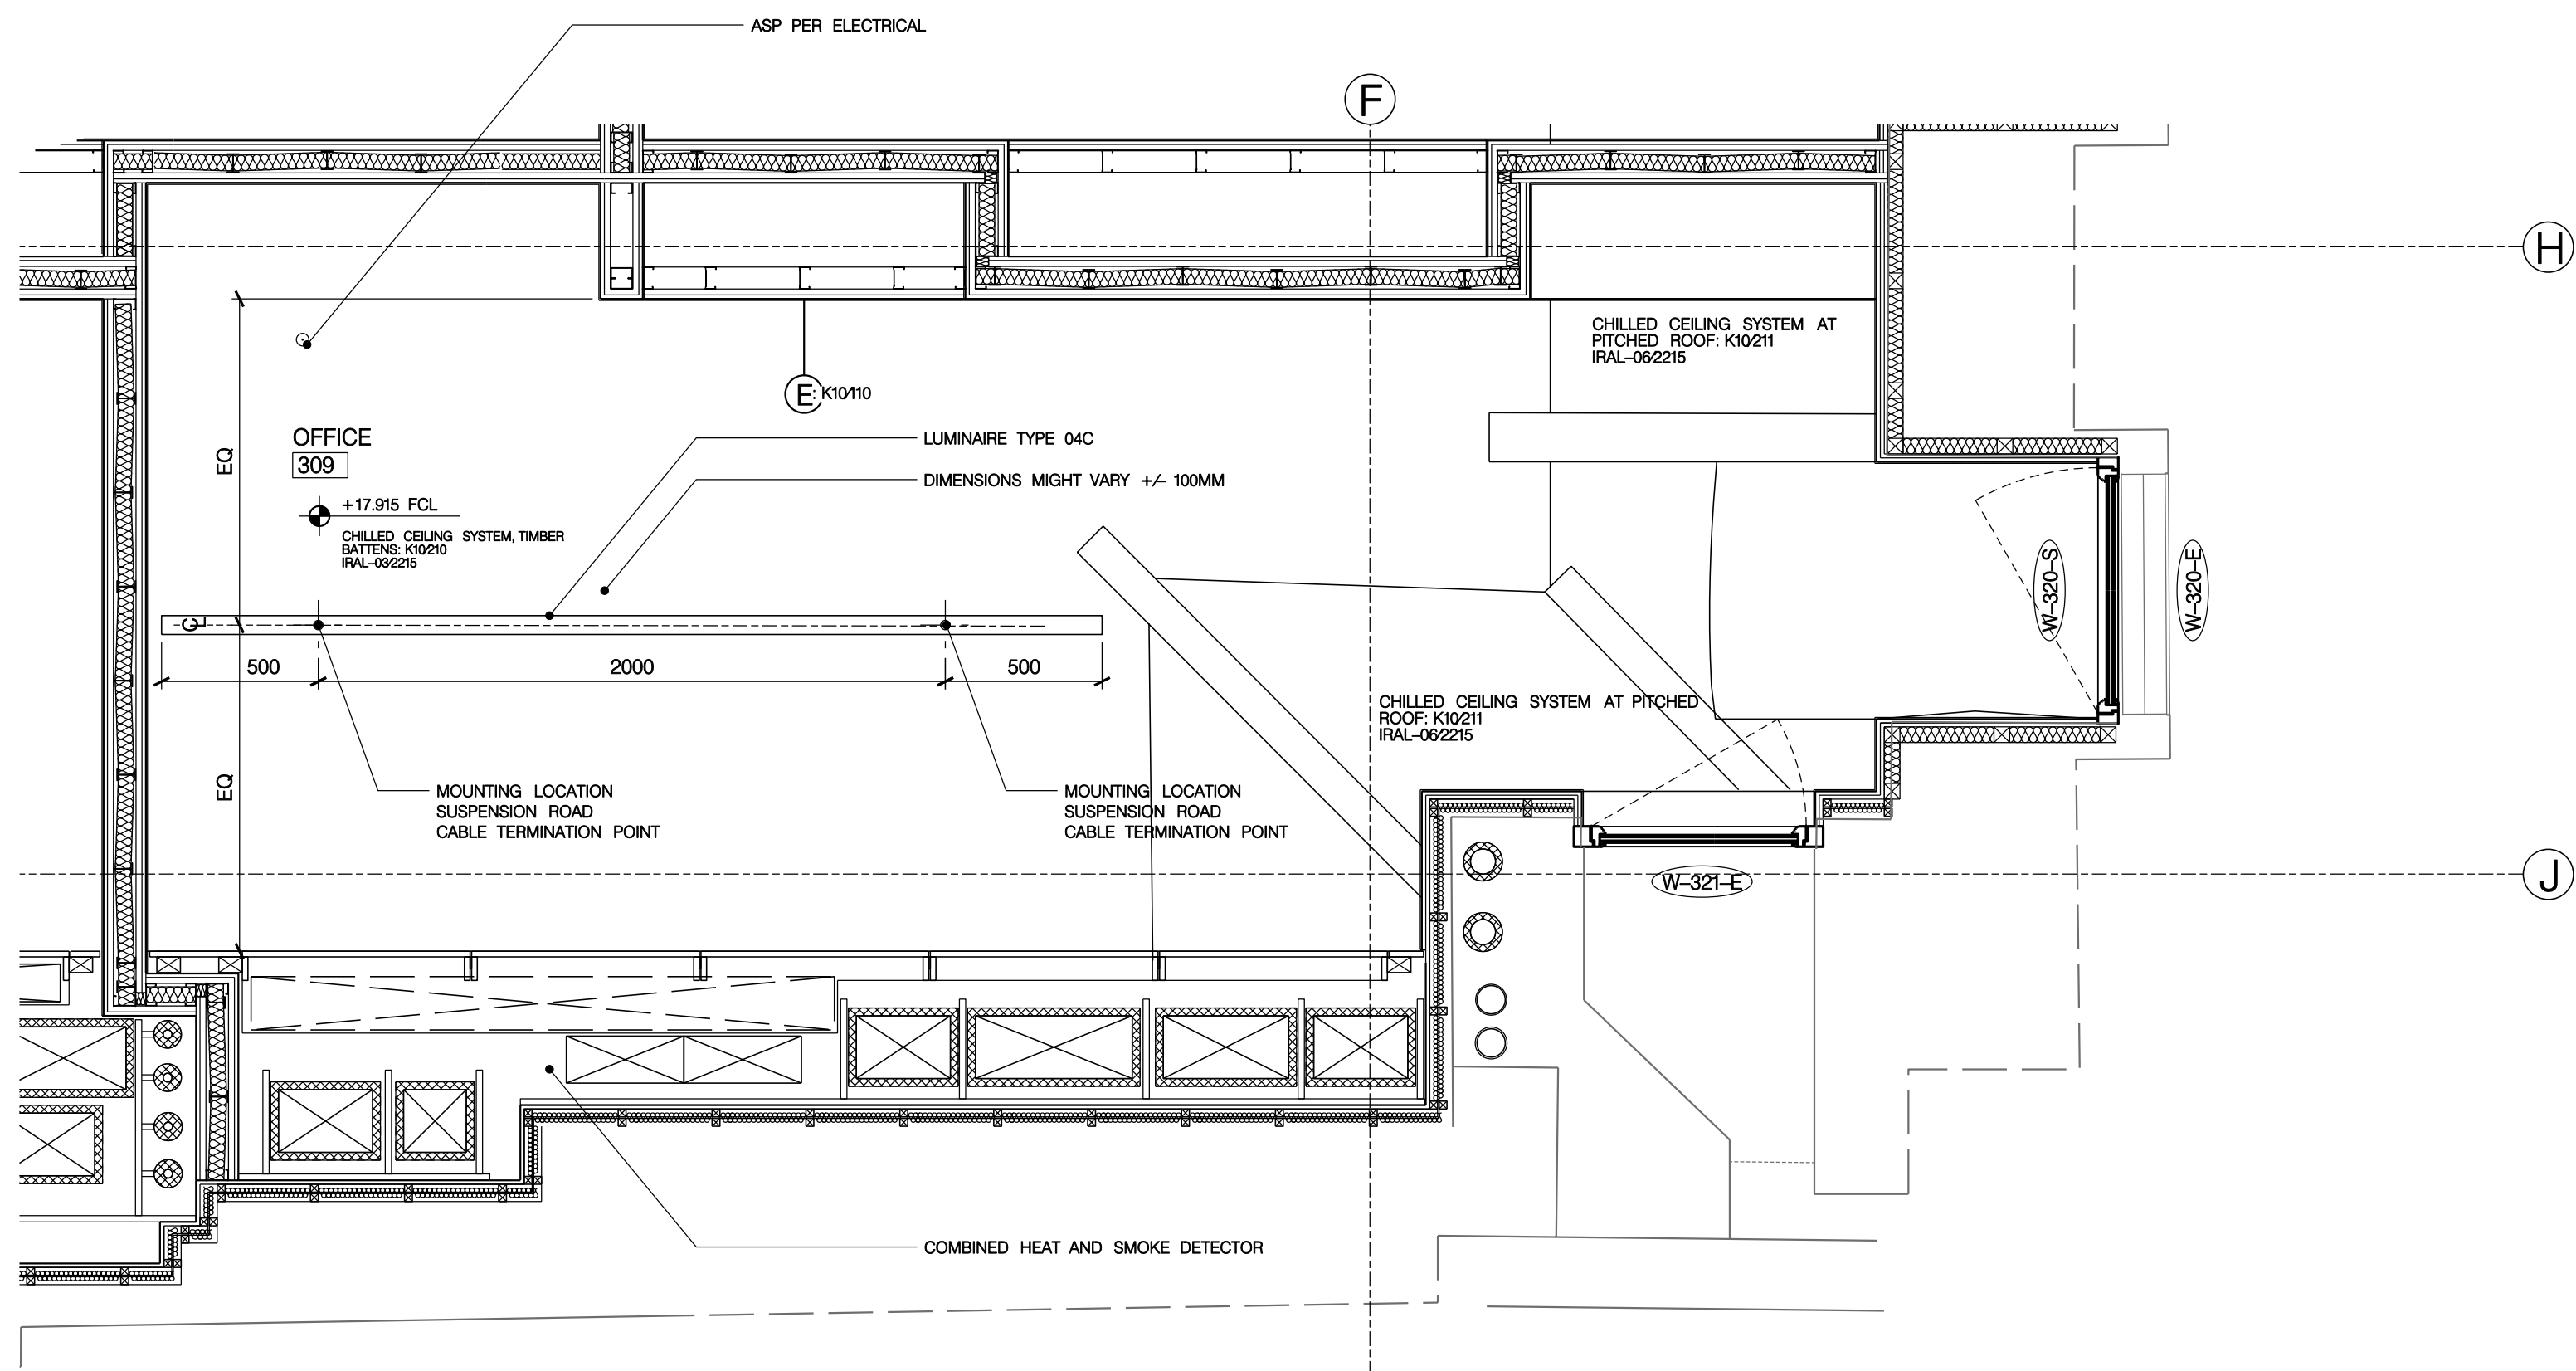 ASP PER ELECTRICAL
F
H
CHILLED CEILING SYSTEM AT
PITCHED ROOF: K10/211
IRAL-06/2215
E
: K10/110
OFFICE
309
EQ
LUMINAIRE TYPE 04C
DIMENSIONS MIGHT VARY +/- 100MM
+17.915 FCL
CHILLED CEILING SYSTEM, TIMBER
BATTENS: K10/210
IRAL-03/2215
W-320-S
W-320-E
CL
500
2000
500
CHILLED CEILING SYSTEM AT PITCHED
ROOF: K10/211
IRAL-06/2215
EQ
MOUNTING LOCATION
SUSPENSION ROAD
CABLE TERMINATION POINT
MOUNTING LOCATION
SUSPENSION ROAD
CABLE TERMINATION POINT
W-321-E
J
COMBINED HEAT AND SMOKE DETECTOR